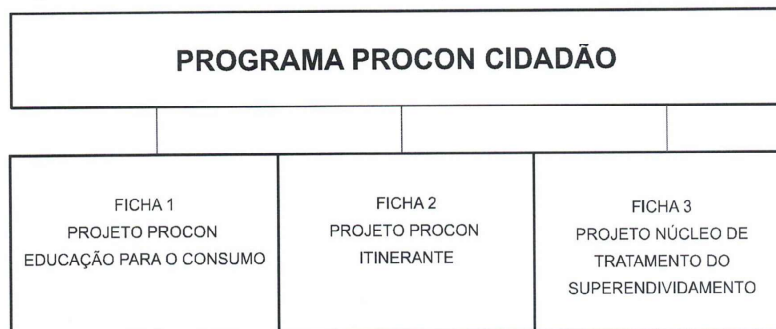 PROGRAMA PROCON CIDADÃO
FICHA 1
PROJETO PROCON
EDUCAÇÃO PARA O CONSUMO
FICHA 2
PROJETO PROCON
ITINERANTE
FICHA 3
PROJETO NÚCLEO DE
TRATAMENTO DO
SUPERENDIVIDAMENTO